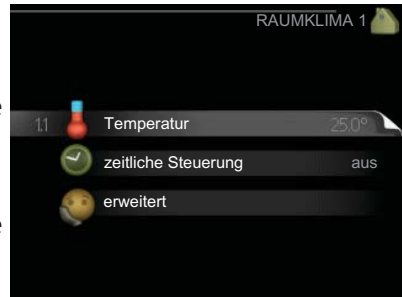 RAUMKLIMA 1
1.1 Temperatur 25.0°
zeitliche Steuerung aus
erweitert